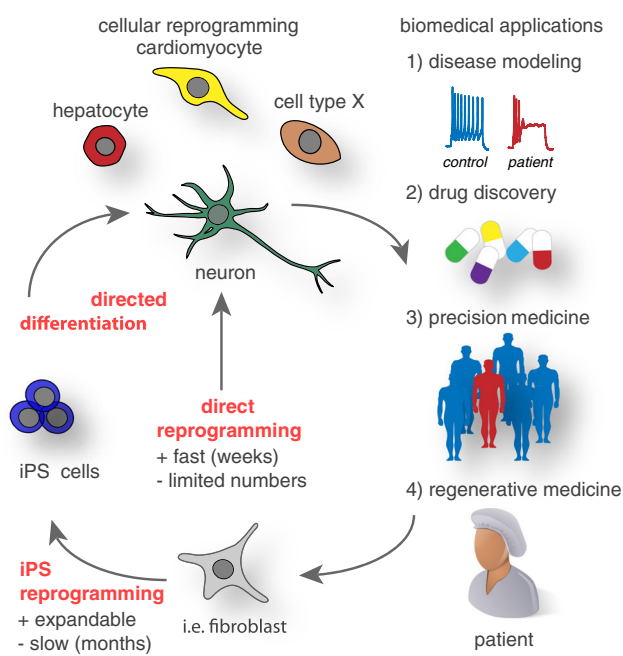 cellular reprogramming
cardiomyocyte
hepatocyte
cell type X
neuron
directed
differentiation
direct
reprogramming
+ fast (weeks)
- limited numbers
iPS cells
iPS
reprogramming
+ expandable
- slow (months)
i.e. fibroblast
biomedical applications
1) disease modeling
control
patient
2) drug discovery
3) precision medicine
4) regenerative medicine
patient